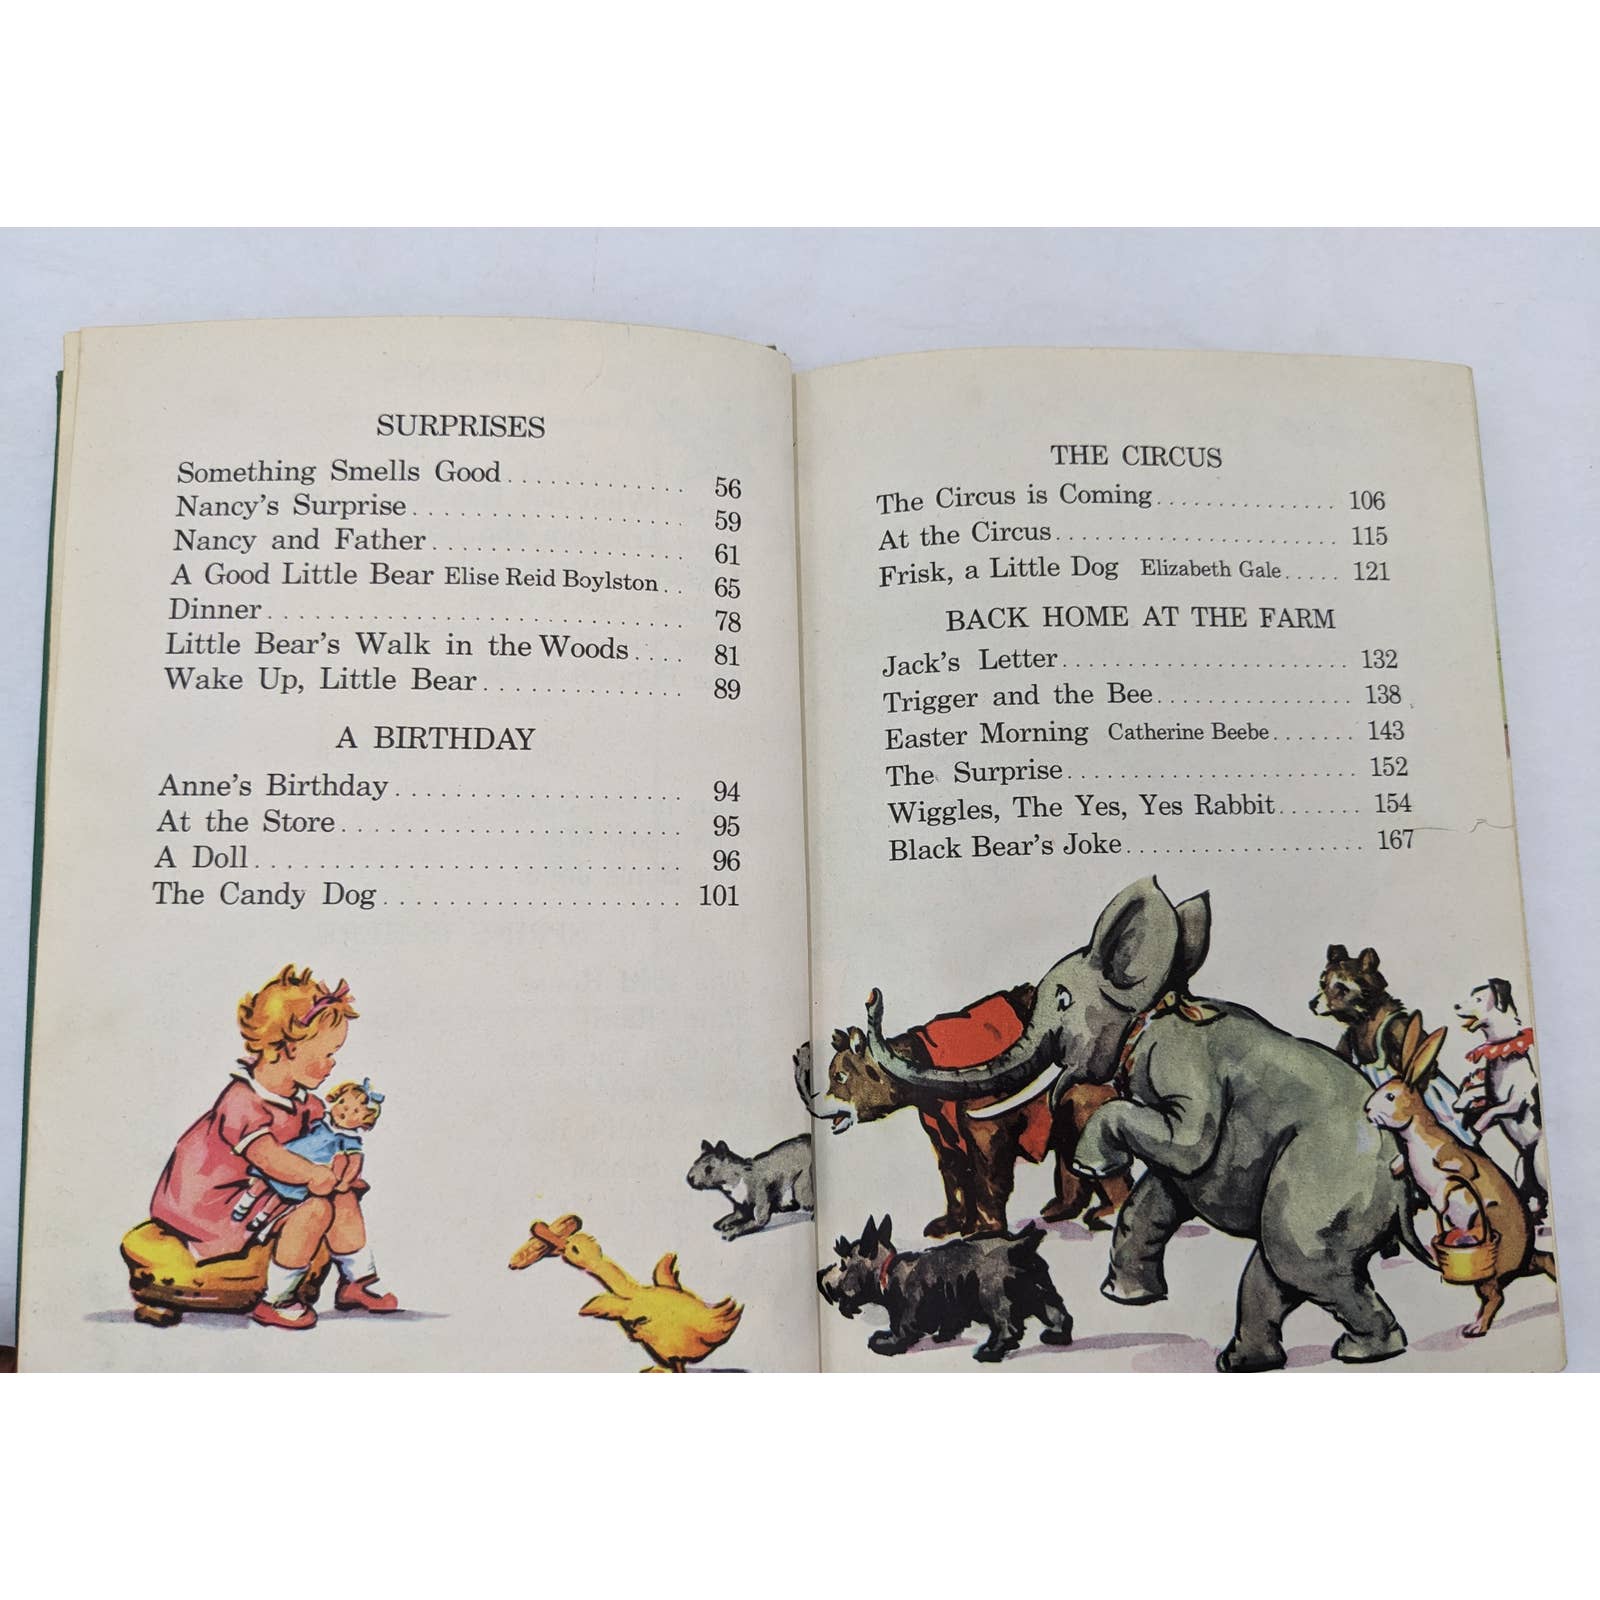 SURPRISES
Something Smells Good............. 56
Nancy's Surprise.................. 59
Nancy and Father................. 61
A Good Little Bear Elise Reid Boylston.. 65
Dinner............................ 78
Little Bear's Walk in the Woods.... 81
Wake Up, Little Bear.............. 89
A BIRTHDAY
Anne's Birthday................... 94
At the Store....................... 95
A Doll............................ 96
The Candy Dog.................... 101
THE CIRCUS
The Circus is Coming.............. 106
At the Circus....................... 115
Frisk, a Little Dog Elizabeth Gale..... 121
BACK HOME AT THE FARM
Jack's Letter....................... 132
Trigger and the Bee............... 138
Easter Morning Catherine Beebe....... 143
The Surprise....................... 152
Wiggles, The Yes, Yes Rabbit....... 154
Black Bear's Joke................... 167